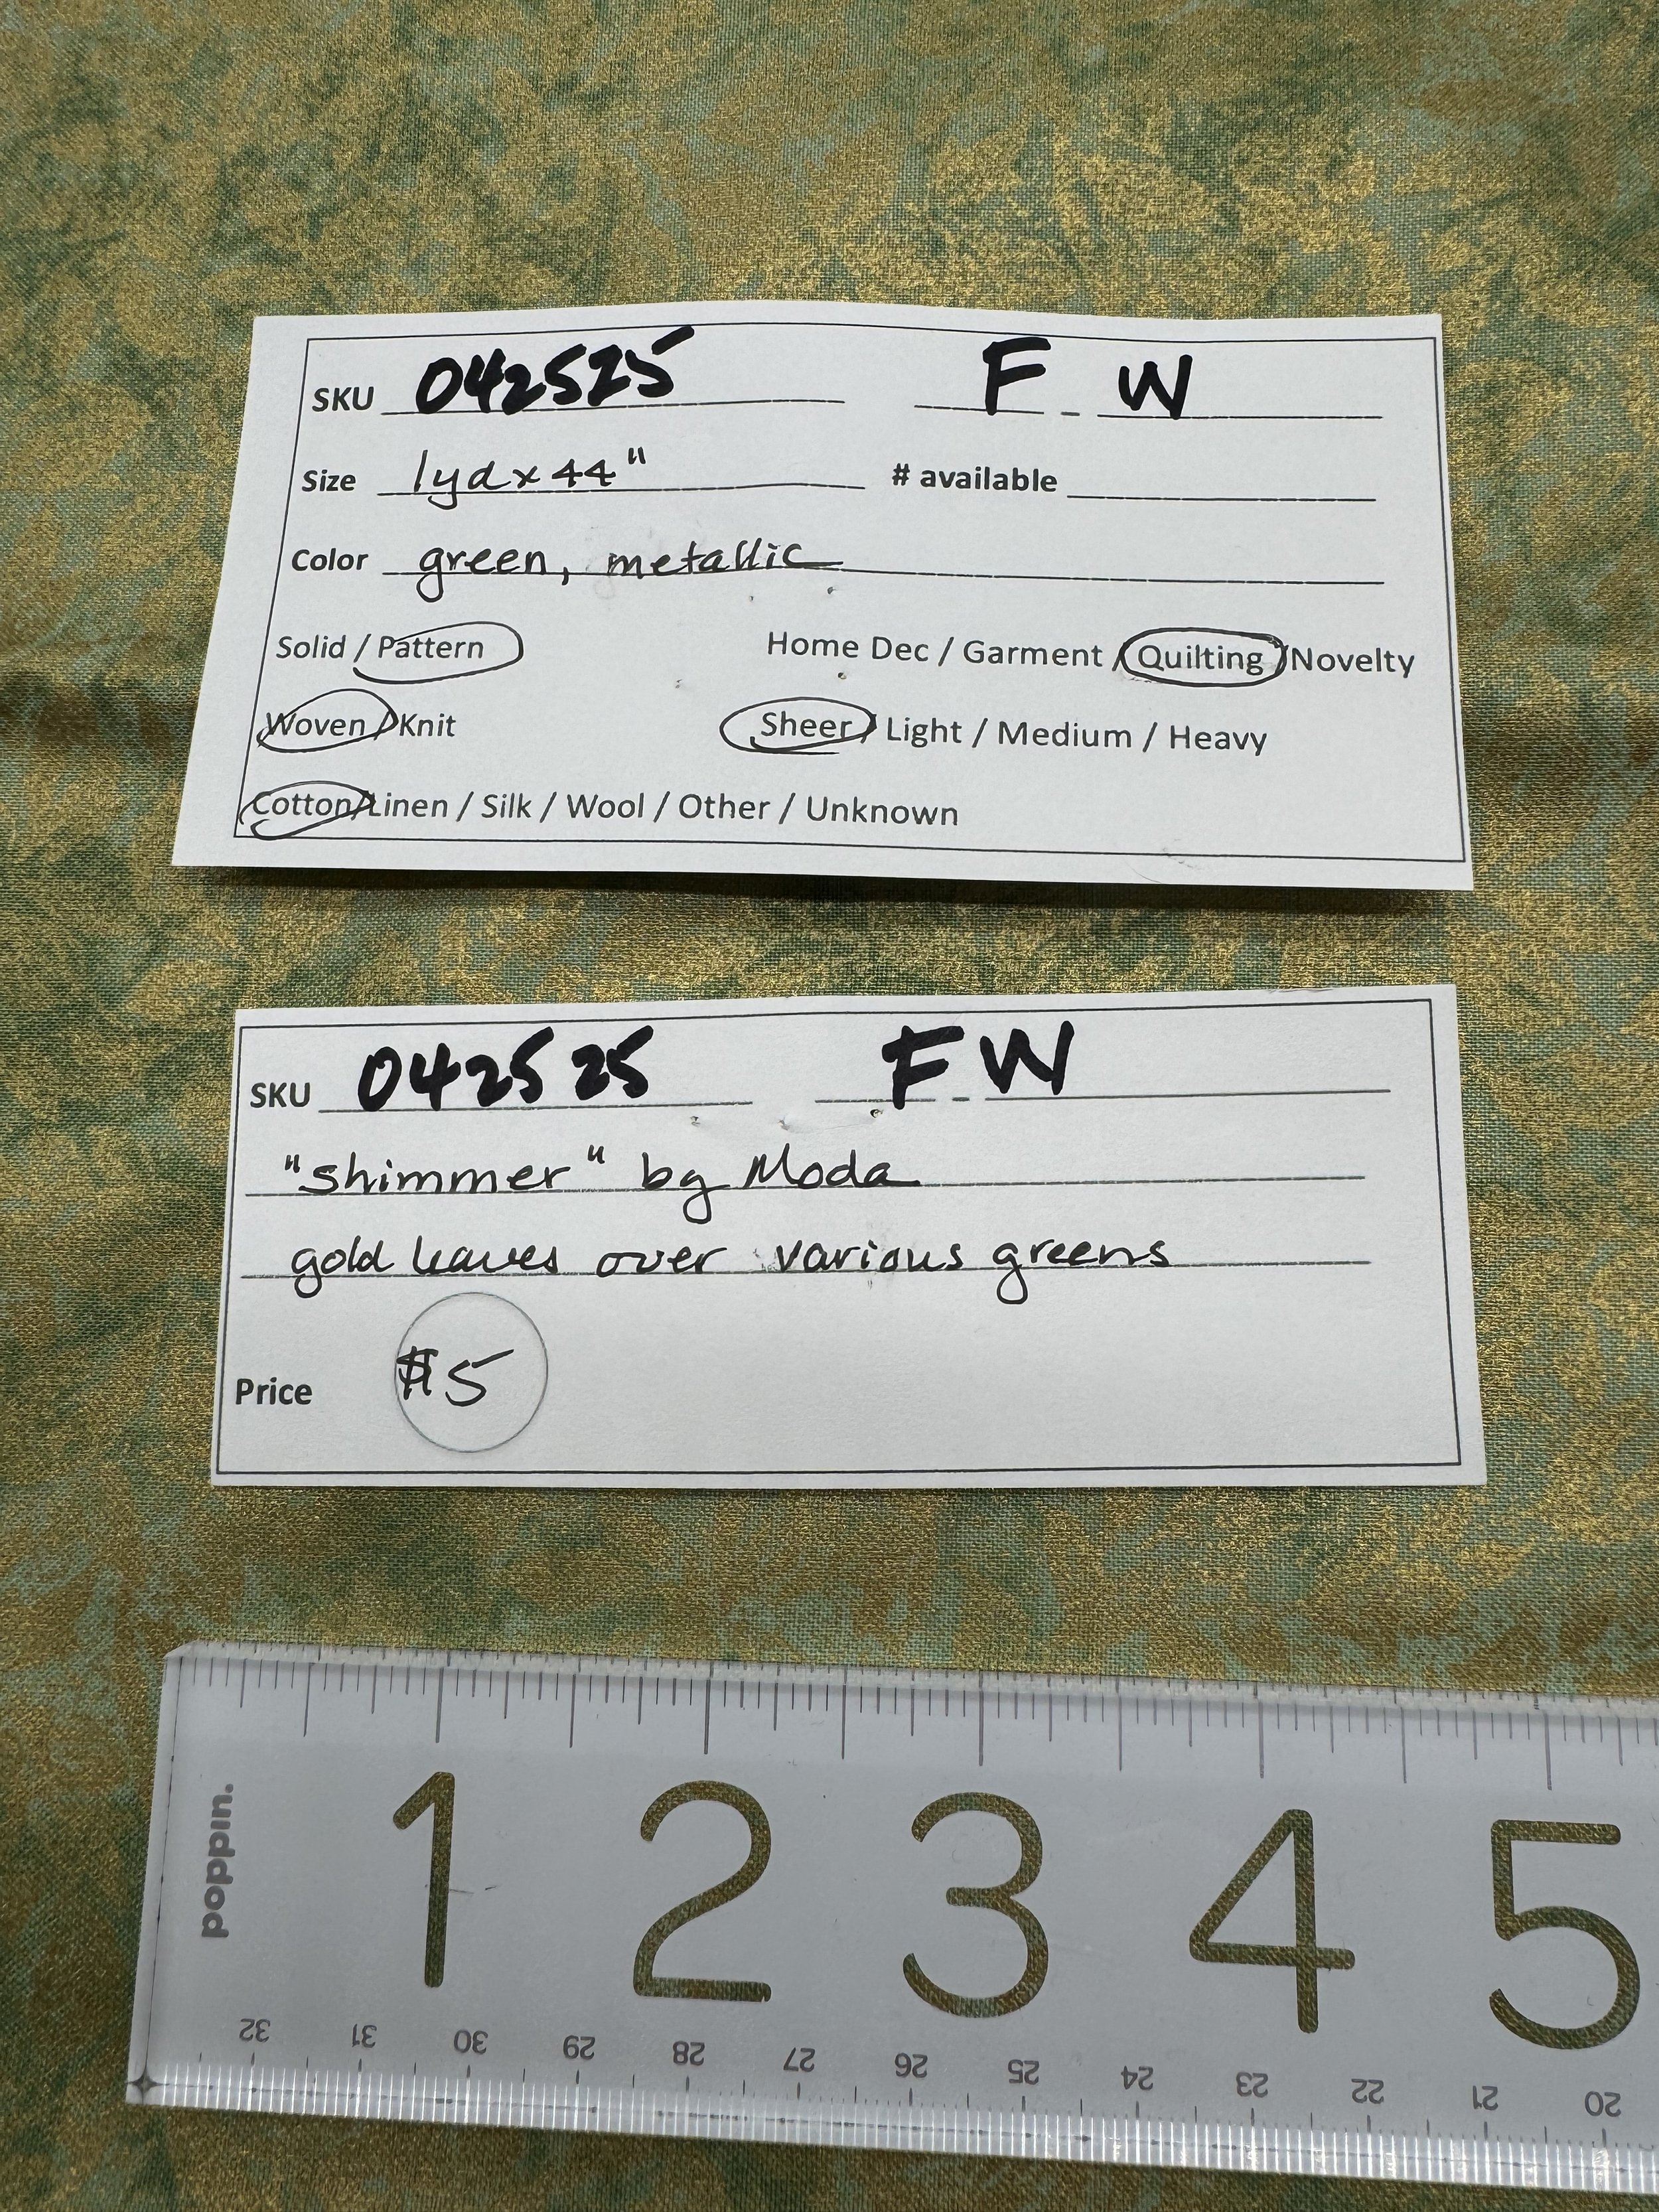 SKU 042525 F - W
Size 1yd x 44" # available
Color green, metallic
Solid / Pattern Home Dec / Garment / Quilting / Novelty
Woven / Knit Sheer / Light / Medium / Heavy
Cotton / Linen / Silk / Wool / Other / Unknown
SKU 042525 F - W
"shimmer" by Moda
gold leaves over various greens
Price $5
poppin.
1 2 3 4 5
32 31 30 29 28 27 26 25 24 23 22 21 20